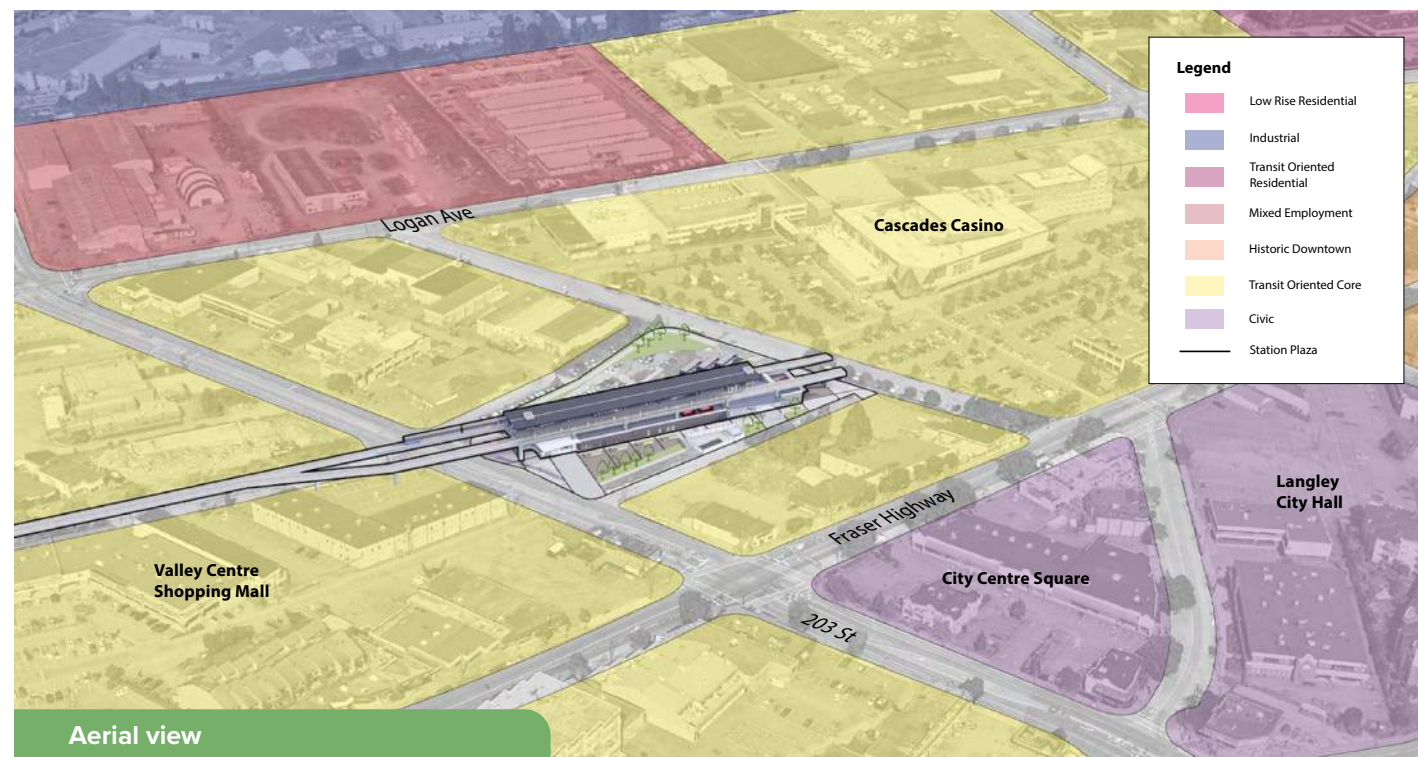 Legend
Low Rise Residential
Industrial
Transit Oriented
Residential
Mixed Employment
Historic Downtown
Transit Oriented Core
Civic
Station Plaza
Logan Ave
Cascades Casino
Langley
City Hall
Fraser Highway
Valley Centre
Shopping Mall
City Centre Square
203 St
Aerial view